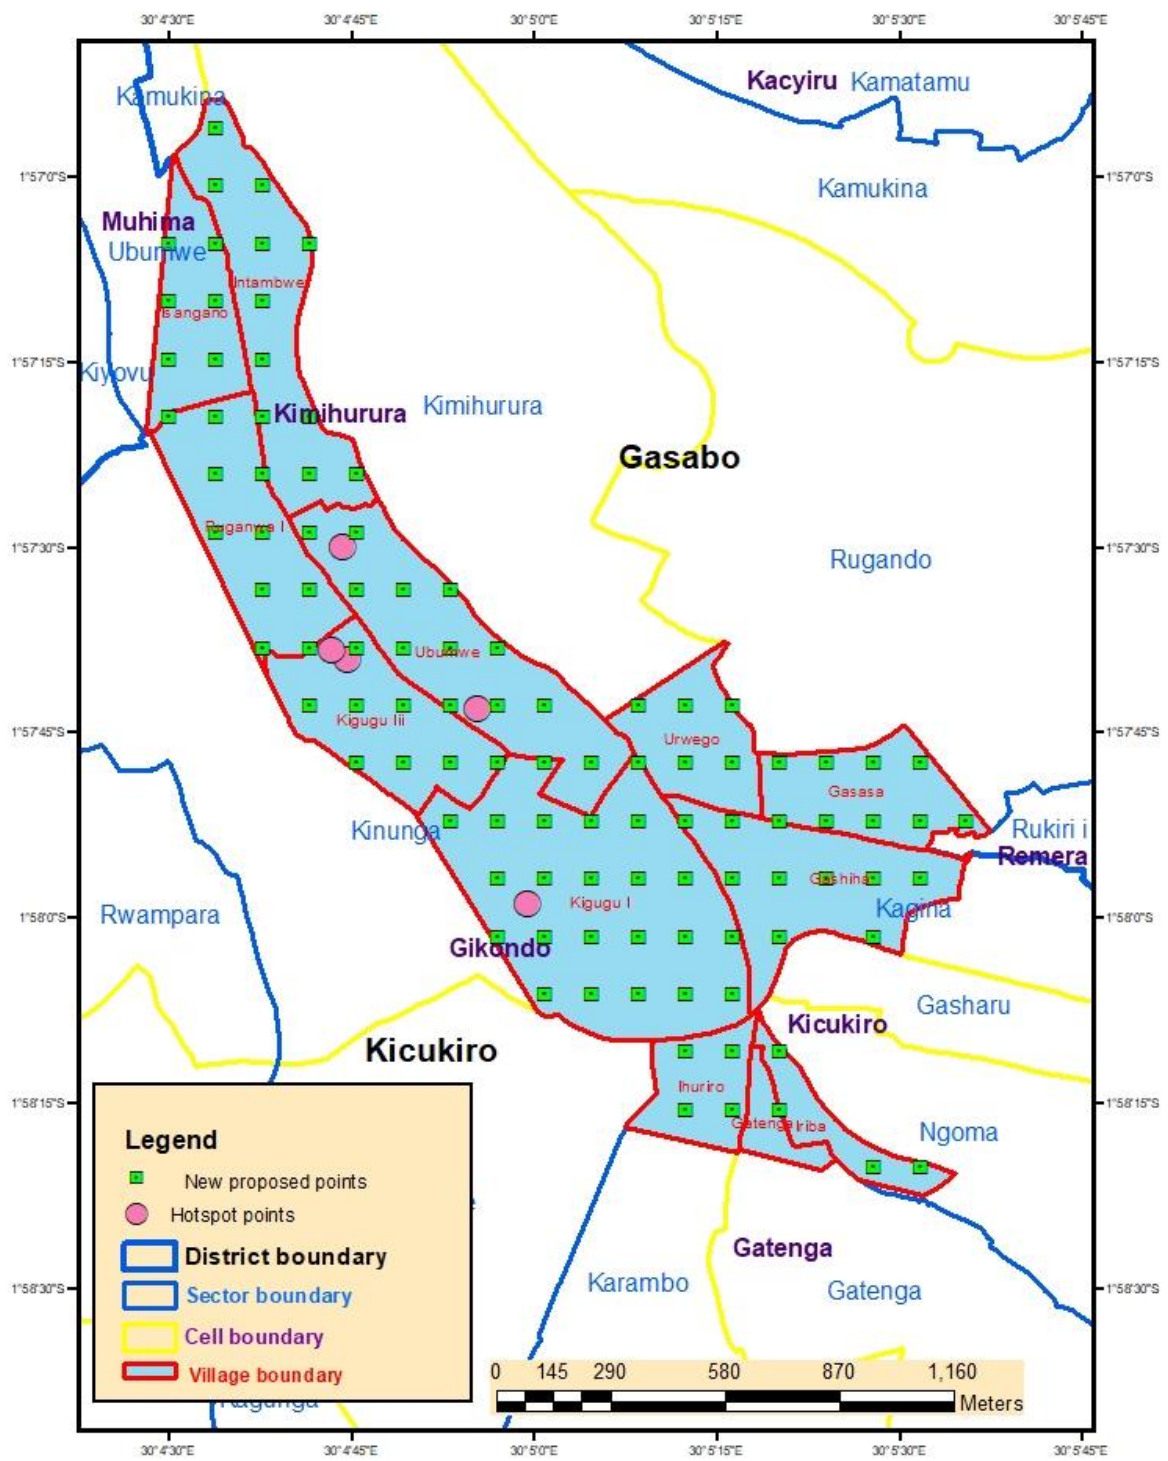 30°4'30"E 30°4'45"E 30°5'0"E 30°5'15"E 30°5'30"E 30°5'45"E
Kacyiru Kamatamu
Kamukina
1°57'0"S 1°57'0"S
Kamukina
Muhima
Ubumwe
Intambwe
Isangano
1°57'15"S 1°57'15"S
Kiyovu
Kimihurura Kimihurura
Gasabo
Ruganwa I
1°57'30"S 1°57'30"S
Rugando
Ubumwe
Kigugu Iii
1°57'45"S 1°57'45"S
Urwego
Gasasa
Kinunga
Rukiri i
Remera
Gashiha
Kigugu I
Kagina
Rwampara
1°58'0"S 1°58'0"S
Gikondo
Gasharu
Kicukiro
Kicukiro
Ihuriro
1°58'15"S 1°58'15"S
Gatenga Iriba
Ngoma
Legend
New proposed points
Hotspot points
District boundary
Sector boundary
Cell boundary
Village boundary
Gatenga
Karambo
Gatenga
1°58'30"S 1°58'30"S
0 145 290 580 870 1,160
Meters
Kagunga
30°4'30"E 30°4'45"E 30°5'0"E 30°5'15"E 30°5'30"E 30°5'45"E